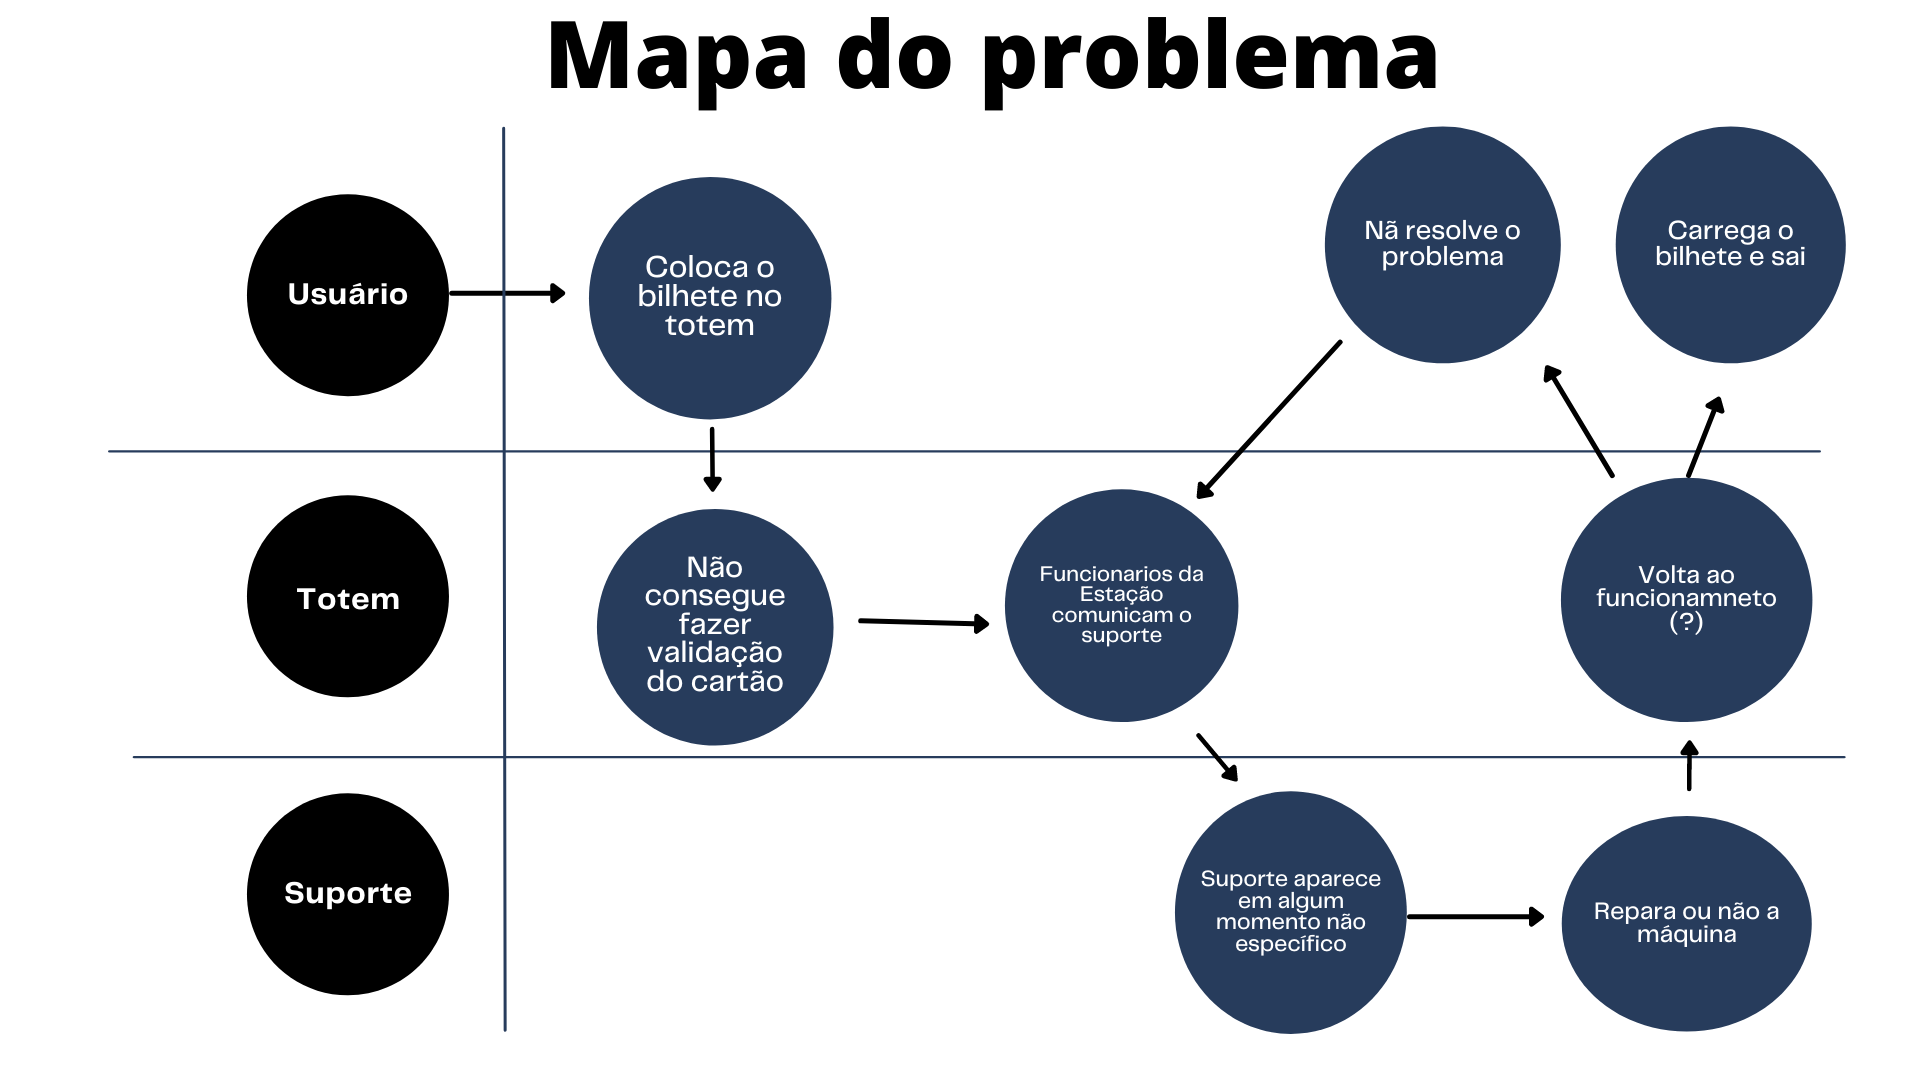 Mapa do problema
Usuário
Coloca o
bilhete no
totem
Nã resolve o
problema
Carrega o
bilhete e sai
Totem
Não
consegue
fazer
validação
do cartão
Funcionarios da
Estação
comunicam o
suporte
Volta ao
funcionamneto
(?)
Suporte
Suporte aparece
em algum
momento não
específico
Repara ou não a
máquina